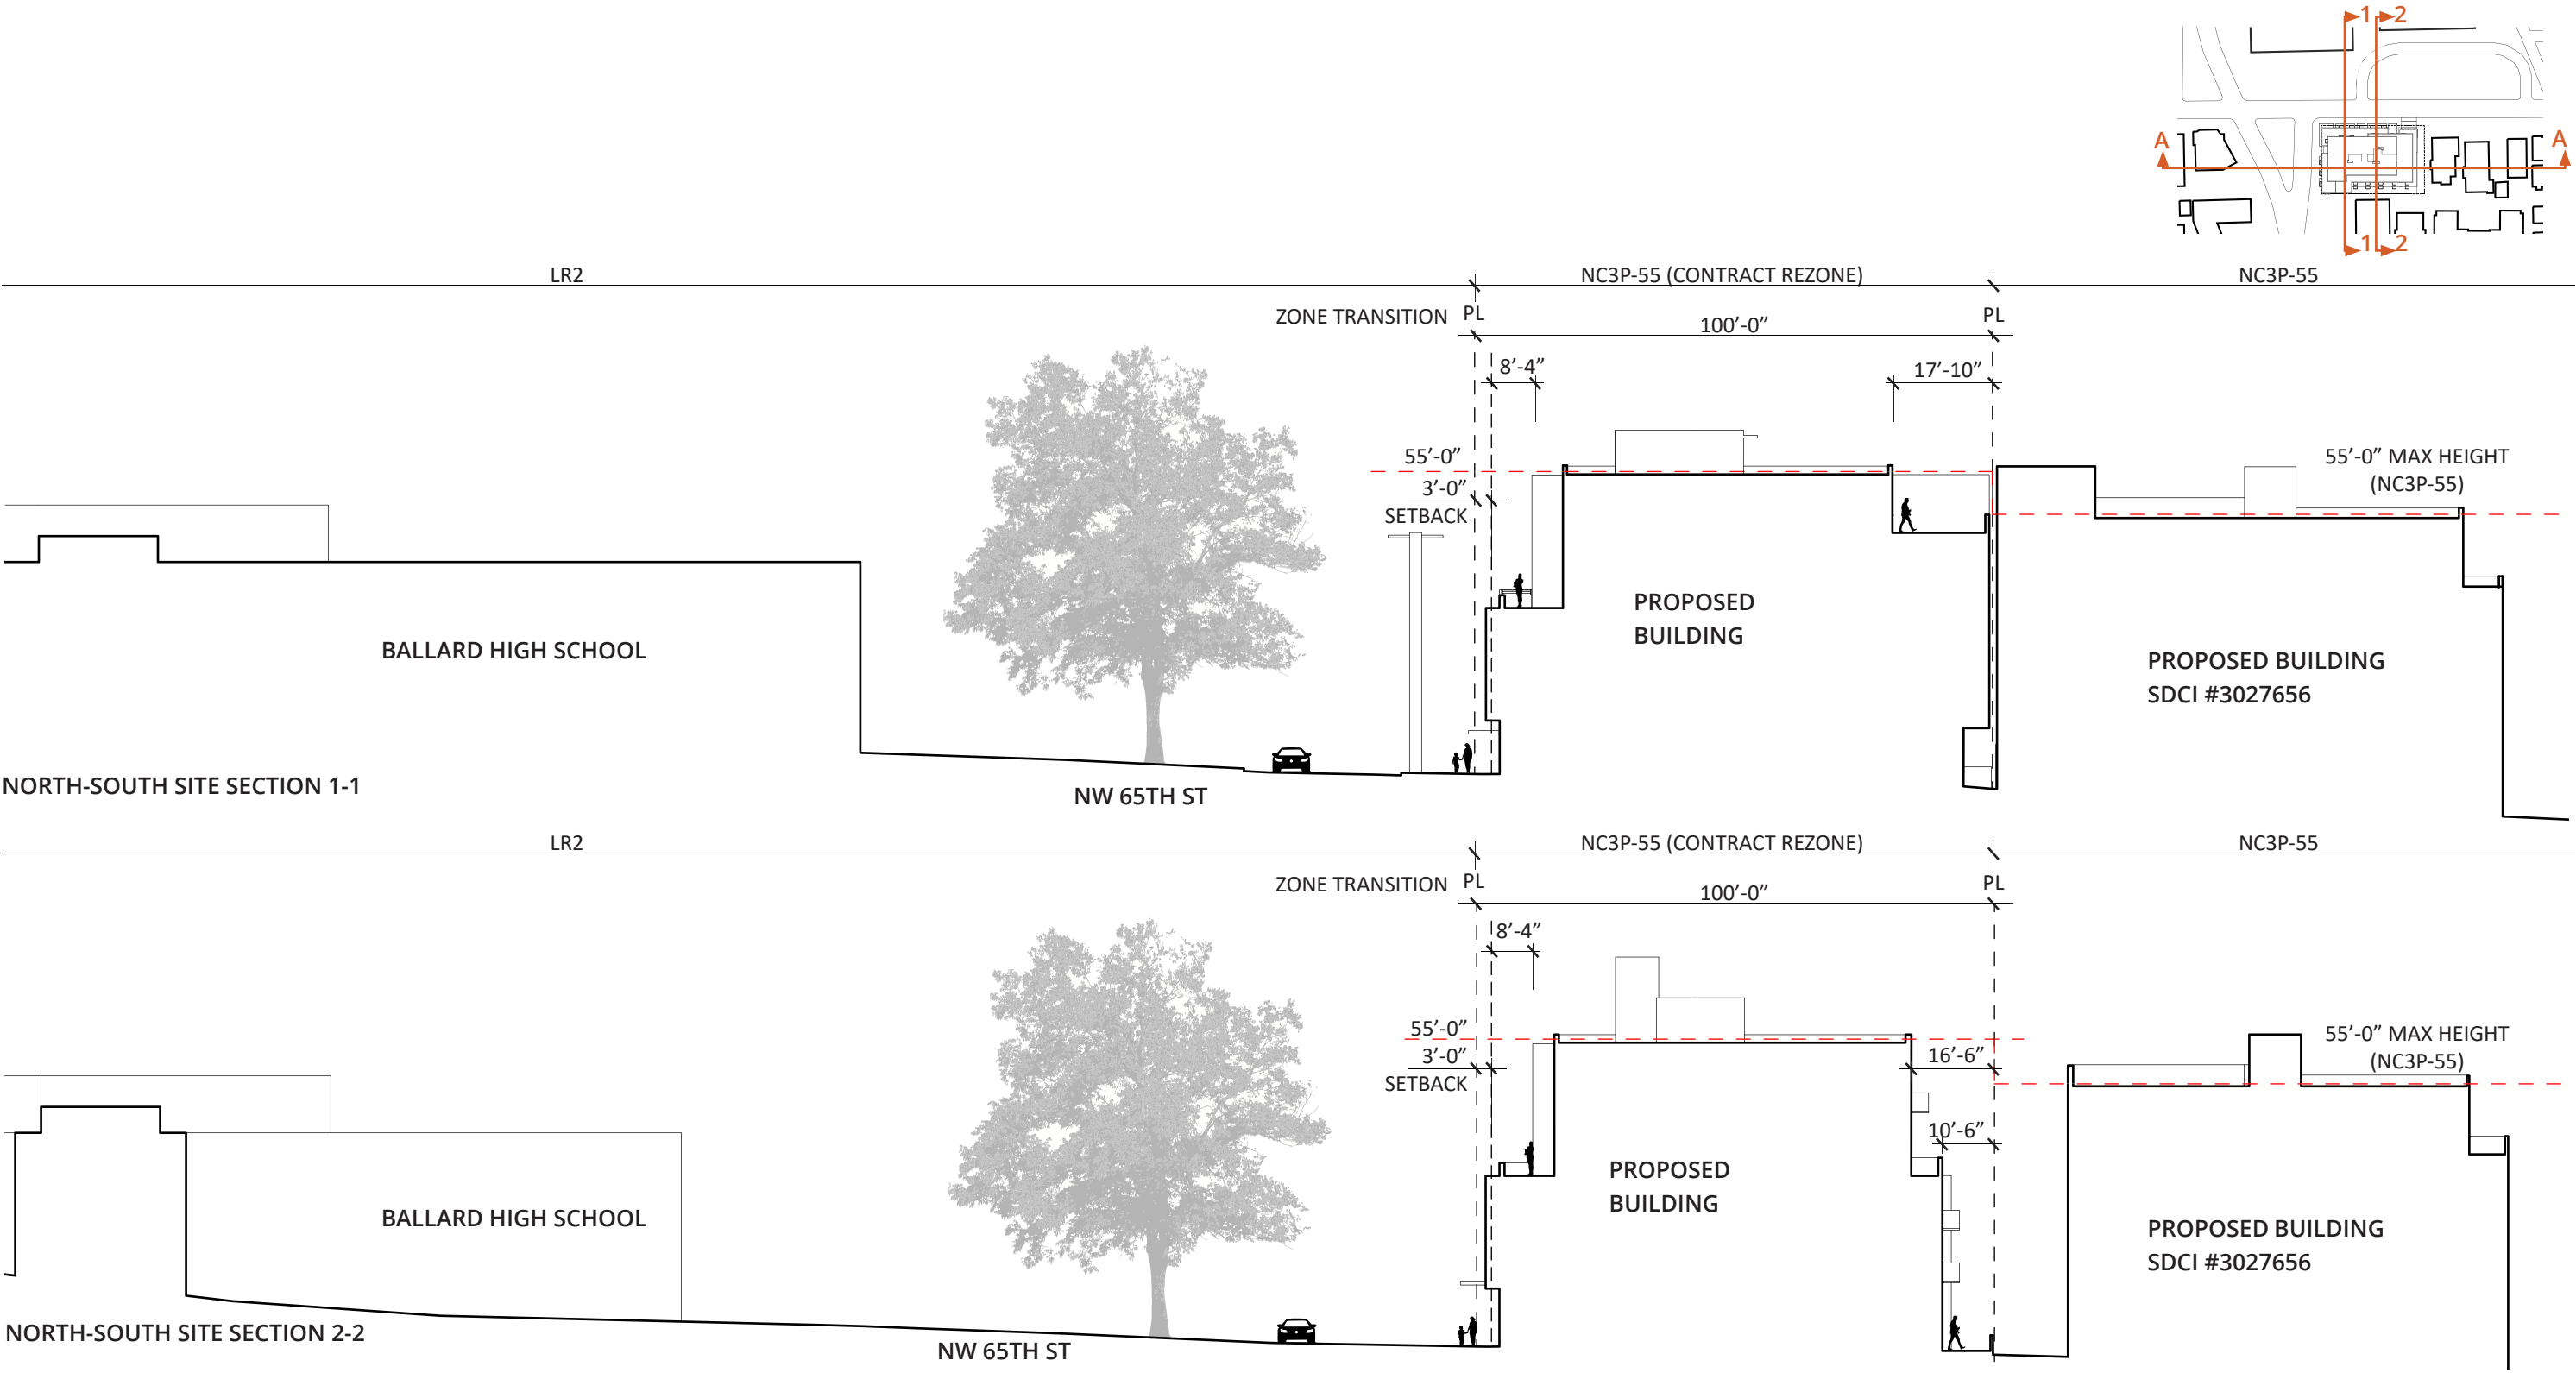 1 2
A A
1 2
LR2 NC3P-55 (CONTRACT REZONE) NC3P-55
ZONE TRANSITION PL PL
100’-0”
8’-4” 17’-10”
55’-0” 55’-0” MAX HEIGHT
3’-0” (NC3P-55)
SETBACK
PROPOSED
BUILDING
BALLARD HIGH SCHOOL
PROPOSED BUILDING
SDCI #3027656
NORTH-SOUTH SITE SECTION 1-1
NW 65TH ST
LR2 NC3P-55 (CONTRACT REZONE) NC3P-55
ZONE TRANSITION PL PL
100’-0”
8’-4”
55’-0” 55’-0” MAX HEIGHT
3’-0” 16’-6” (NC3P-55)
SETBACK
10’-6”
PROPOSED
BUILDING
BALLARD HIGH SCHOOL
PROPOSED BUILDING
SDCI #3027656
NORTH-SOUTH SITE SECTION 2-2
NW 65TH ST